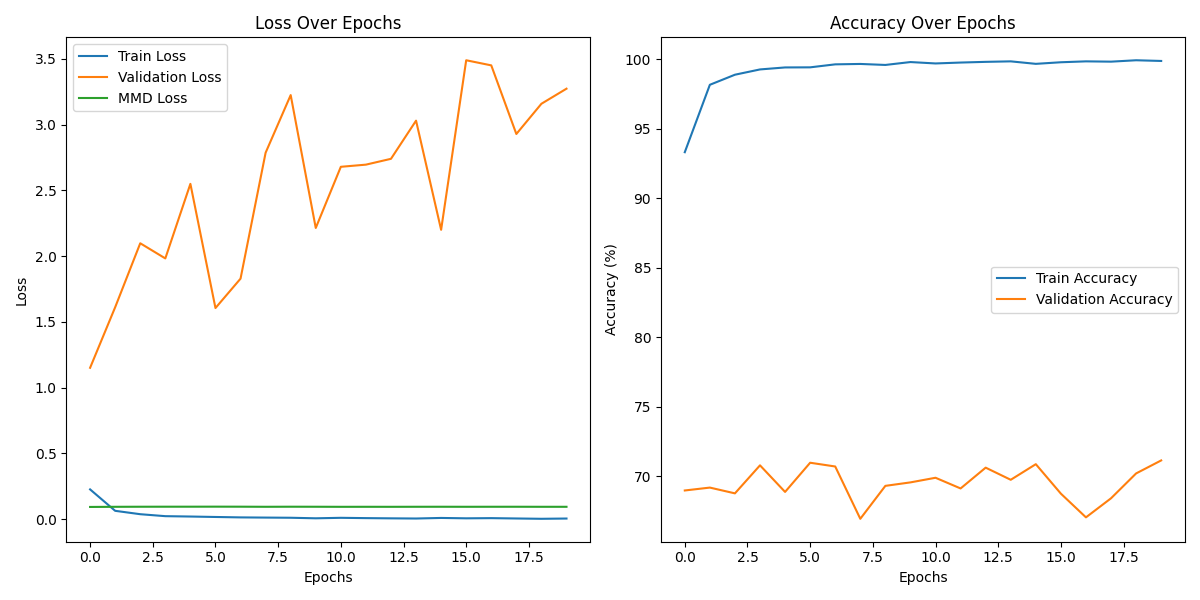 Loss Over Epochs
3.5
3.0
2.5
2.0
1.5
1.0
0.5
0.0
Loss
Train Loss
Validation Loss
MMD Loss
0.0 2.5 5.0 7.5 10.0 12.5 15.0 17.5
Epochs
Accuracy Over Epochs
100
95
90
85
80
75
70
Accuracy (%)
Train Accuracy
Validation Accuracy
0.0 2.5 5.0 7.5 10.0 12.5 15.0 17.5
Epochs